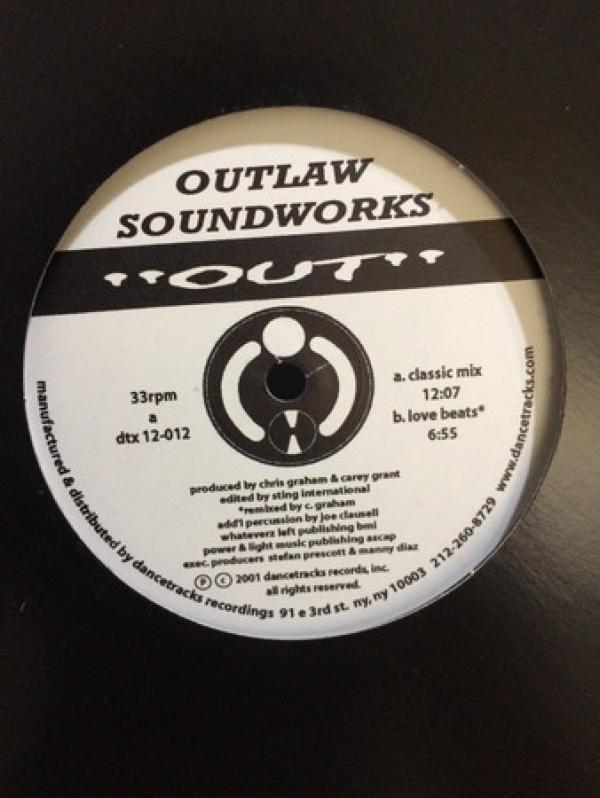 OUTLAW
SOUNDWORKS
"OUT"
33rpm
a
dtx 12-012
a. classic mix
12:07
b. love beats*
6:55
produced by chris graham & carey grant
edited by sting international
*remixed by c. graham
add'l percussion by joe clausell
whateverz left publishing bmi
power & light music publishing ascap
exec. producers stefan prescott & manny diaz
℗ © 2001 dancetracks records, inc.
all rights reserved.
manufactured & distributed by dancetracks recordings 91 e 3rd st. ny, ny 10003 212-260-8729 www.dancetracks.com